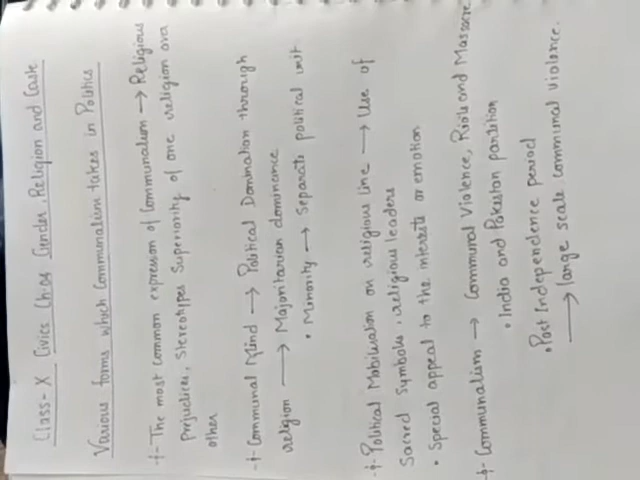 Class-X Civics Ch:04 Gender, Religion and Caste
Various forms which Communalism takes in Politics
-:- The most common expression of Communalism → Religious
Prejudices, Stereotypes Superiority of one religion over
other
-:- Communal Mind → Political Domination through
religion → Majoritarian dominance
• Minority → Separate political unit
-:- Political Mobilisation on religious line → Use of
Sacred Symbols, religious leaders
• Special appeal to the interests or emotion
-:- Communalism → Communal Violence, Riots and Massacre
• India and Pakistan partition
• Post Independence period
→ large scale communal violence.